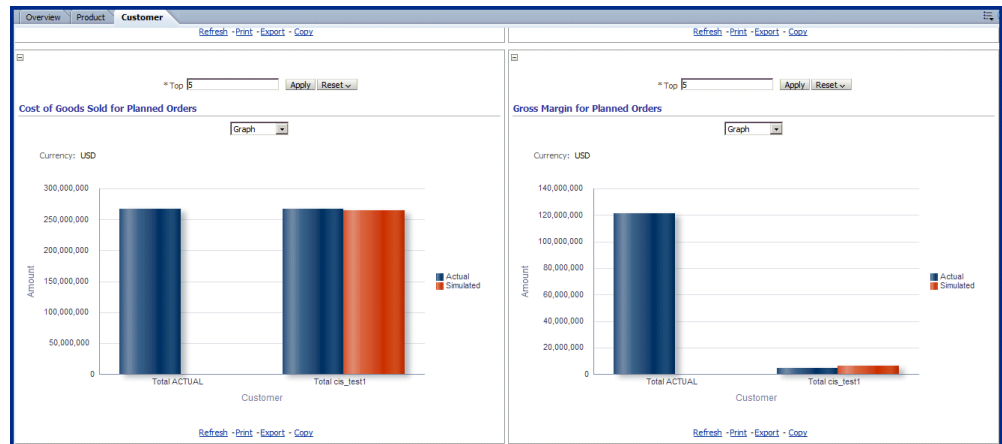 Overview Product Customer
Refresh -Print -Export - Copy
Refresh -Print -Export - Copy
* Top 5 Apply Reset
Cost of Goods Sold for Planned Orders
Graph
Currency: USD
300,000,000
250,000,000
200,000,000
150,000,000
100,000,000
50,000,000
0
Amount
Total ACTUAL Total cis_test1
Customer
Actual
Simulated
Refresh -Print -Export - Copy
* Top 5 Apply Reset
Gross Margin for Planned Orders
Graph
Currency: USD
140,000,000
120,000,000
100,000,000
80,000,000
60,000,000
40,000,000
20,000,000
0
Amount
Total ACTUAL Total cis_test1
Customer
Actual
Simulated
Refresh -Print -Export - Copy